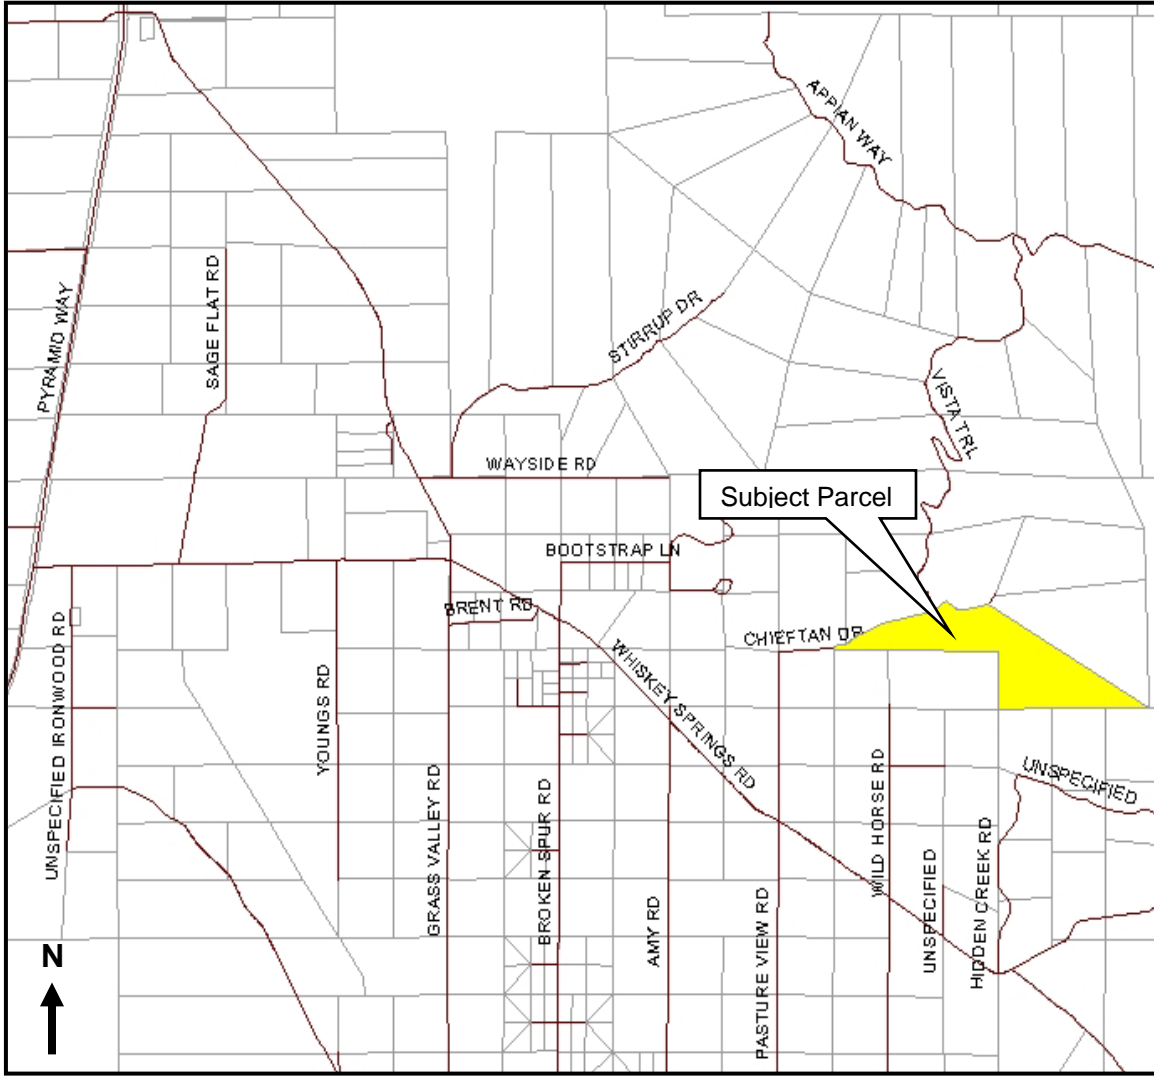 APPIAN WAY
SAGE FLAT RD
PYRAMID WAY
STIRRUP DR
VISTA TRL
WAYSIDE RD
Subject Parcel
BOOTSTRAP LN
BRENT RD
CHIEFTAN DR
UNSPECIFIED IRONWOOD RD
YOUNGS RD
WHISKEY SPRINGS RD
GRASS VALLEY RD
BROKEN SPUR RD
WILD HORSE RD
UNSPECIFIED
AMY RD
PASTURE VIEW RD
UNSPECIFIED
HIDDEN CREEK RD
N